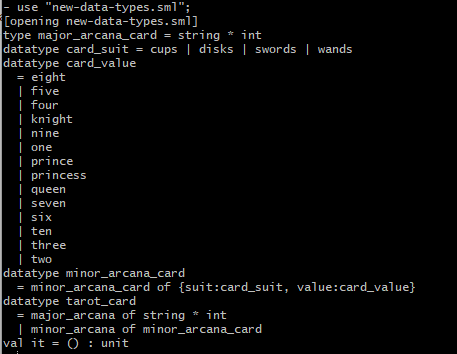 - use "new-data-types.sml";
[opening new-data-types.sml]
type major_arcana_card = string * int
datatype card_suit = cups | disks | swords | wands
datatype card_value
  = eight
  | five
  | four
  | knight
  | nine
  | one
  | prince
  | princess
  | queen
  | seven
  | six
  | ten
  | three
  | two
datatype minor_arcana_card
  = minor_arcana_card of {suit:card_suit, value:card_value}
datatype tarot_card
  = major_arcana of string * int
  | minor_arcana of minor_arcana_card
val it = () : unit